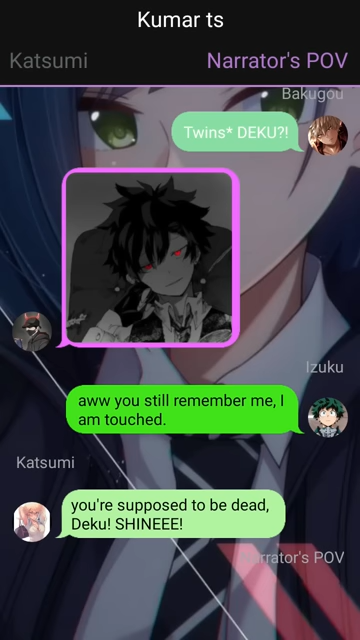 Kumar ts
Katsumi
Narrator's POV
Bakugou
Twins* DEKU?!
Izuku
aww you still remember me, I
am touched.
Katsumi
you're supposed to be dead,
Deku! SHINEEE!
Narrator's POV